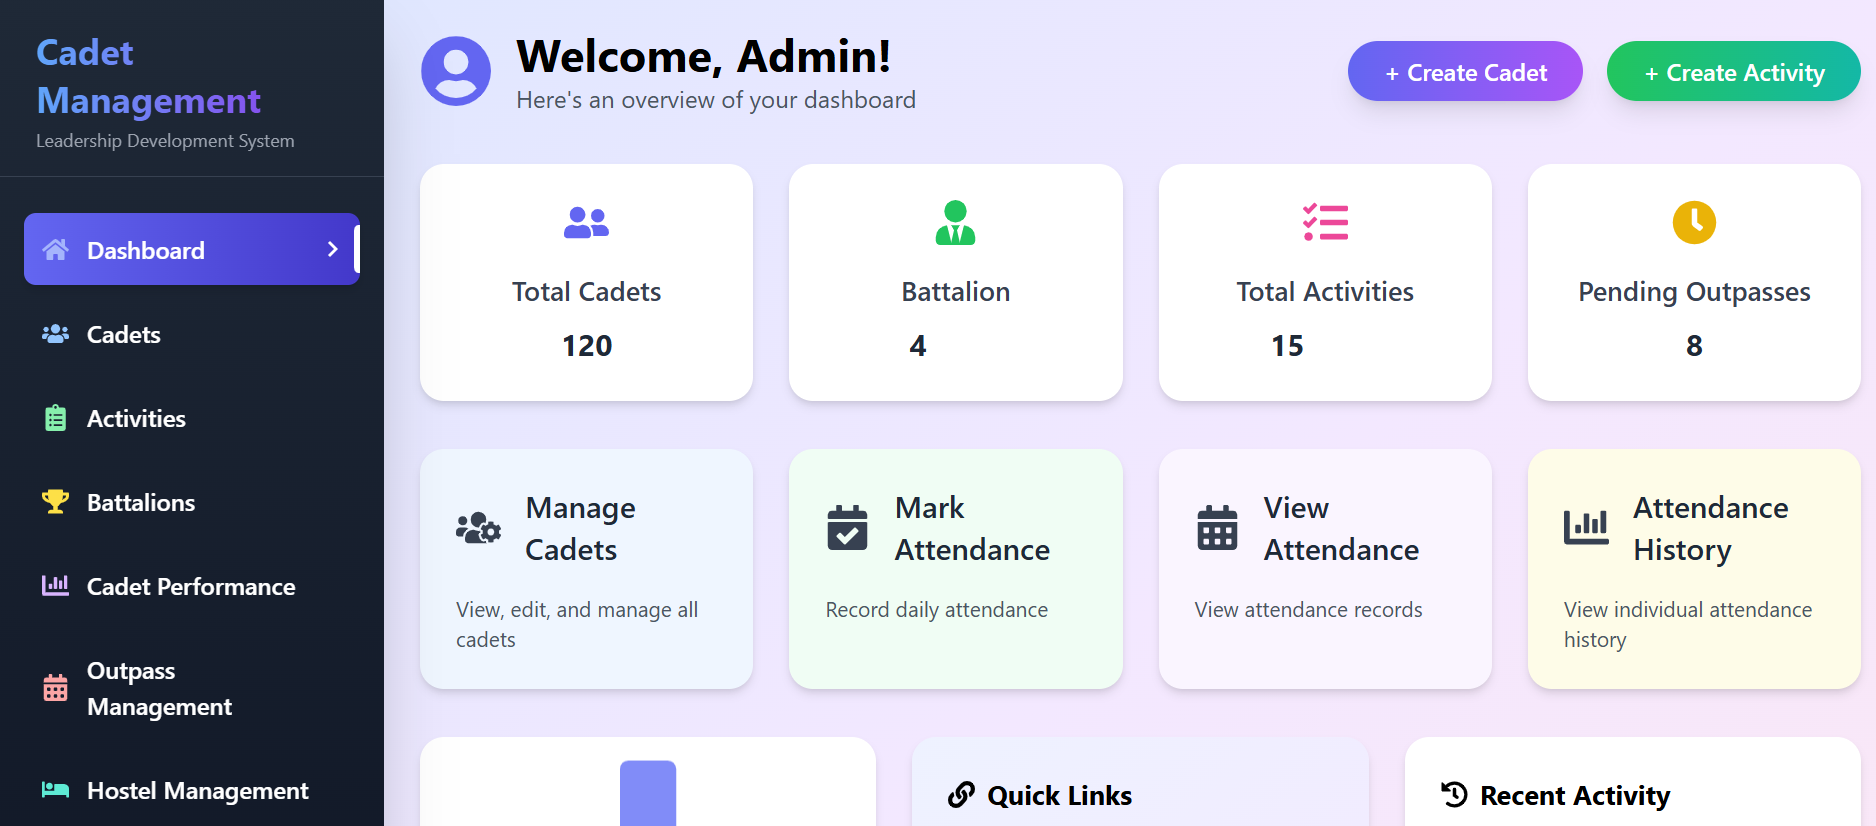 Cadet
Management
Leadership Development System
Dashboard
Cadets
Activities
Battalions
Cadet Performance
Outpass
Management
Hostel Management
Welcome, Admin!
Here's an overview of your dashboard
+ Create Cadet
+ Create Activity
Total Cadets
120
Battalion
4
Total Activities
15
Pending Outpasses
8
Manage
Cadets
View, edit, and manage all
cadets
Mark
Attendance
Record daily attendance
View
Attendance
View attendance records
Attendance
History
View individual attendance
history
Quick Links
Recent Activity